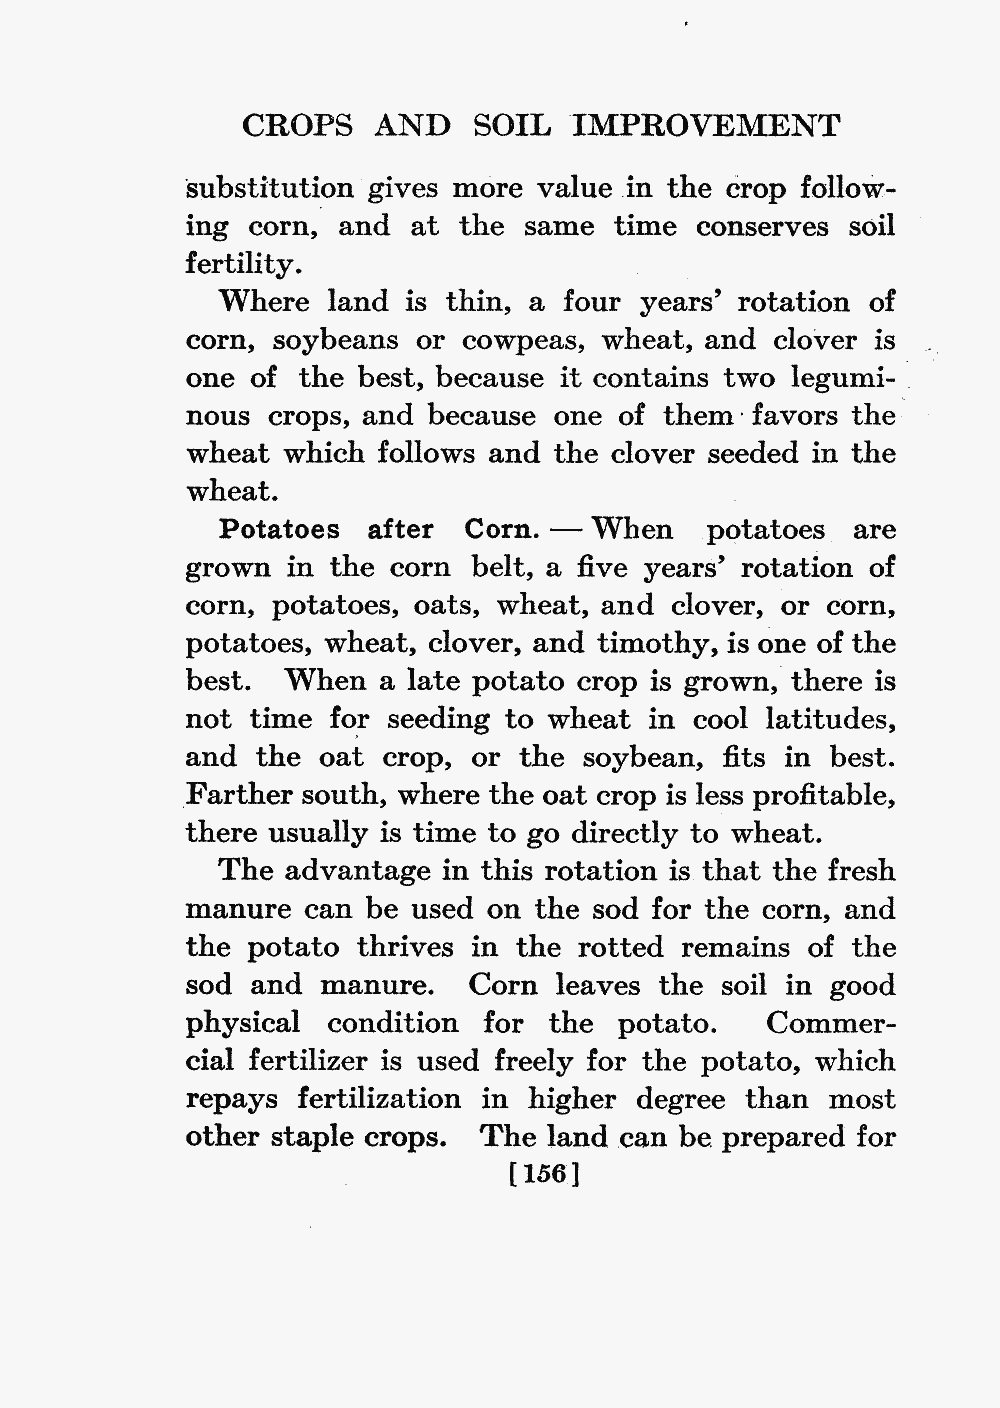 CROPS AND SOIL IMPROVEMENT
substitution gives more value in the crop follow-
ing corn, and at the same time conserves soil
fertility.
Where land is thin, a four years' rotation of
corn, soybeans or cowpeas, wheat, and clover is
one of the best, because it contains two legumi-
nous crops, and because one of them favors the
wheat which follows and the clover seeded in the
wheat.
Potatoes after Corn. — When potatoes are
grown in the corn belt, a five years' rotation of
corn, potatoes, oats, wheat, and clover, or corn,
potatoes, wheat, clover, and timothy, is one of the
best. When a late potato crop is grown, there is
not time for seeding to wheat in cool latitudes,
and the oat crop, or the soybean, fits in best.
Farther south, where the oat crop is less profitable,
there usually is time to go directly to wheat.
The advantage in this rotation is that the fresh
manure can be used on the sod for the corn, and
the potato thrives in the rotted remains of the
sod and manure. Corn leaves the soil in good
physical condition for the potato. Commer-
cial fertilizer is used freely for the potato, which
repays fertilization in higher degree than most
other staple crops. The land can be prepared for
[156]